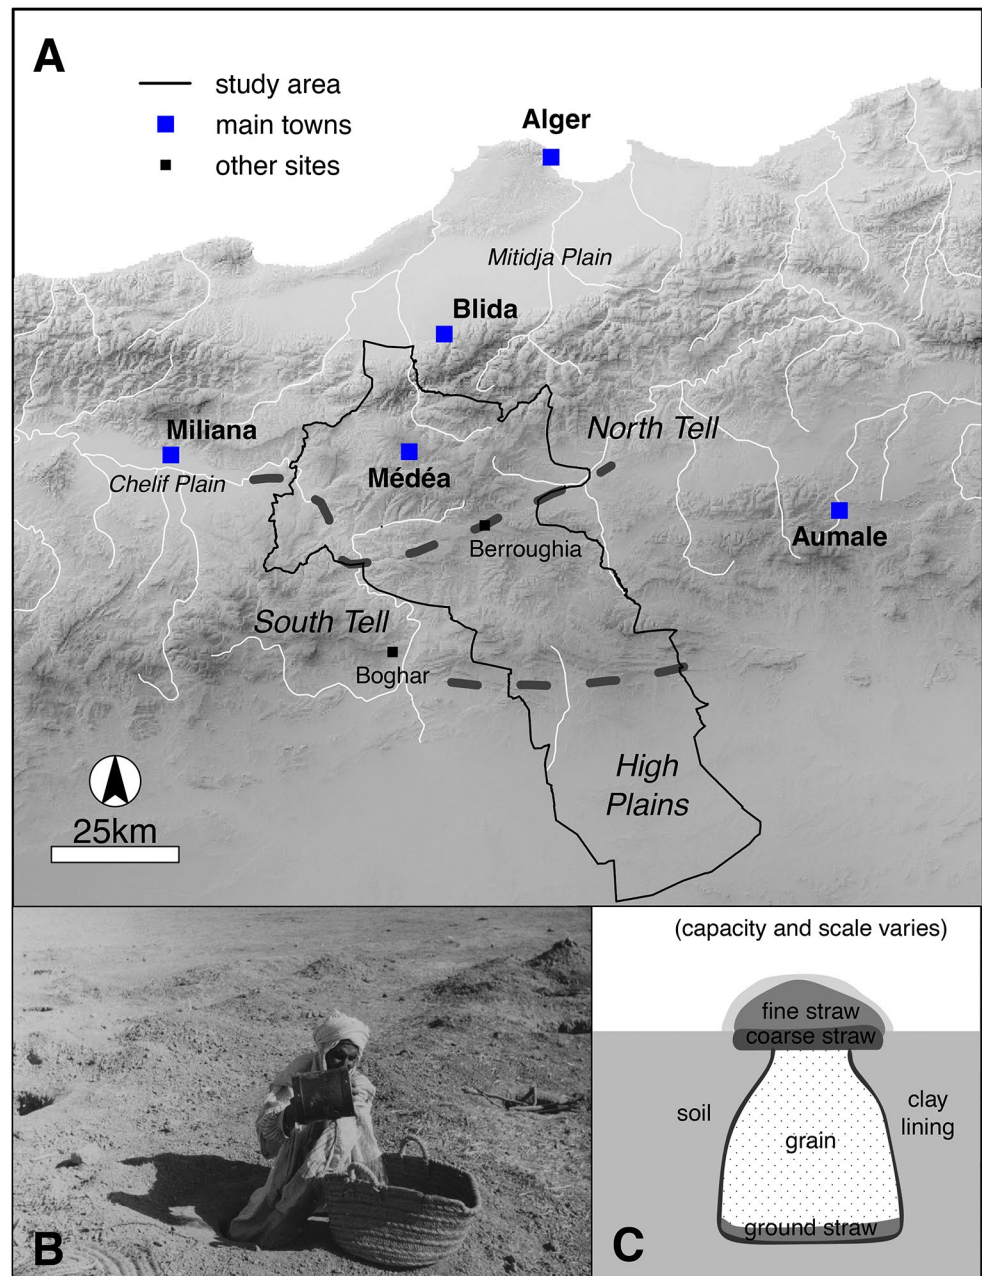 A
study area
main towns
other sites
Alger
Mitidja Plain
Blida
Miliana
North Tell
Chelif Plain
Médéa
Aumale
Berroughia
South Tell
Boghar
High
Plains
25km
B
(capacity and scale varies)
fine straw
coarse straw
soil
clay
lining
grain
ground straw
C